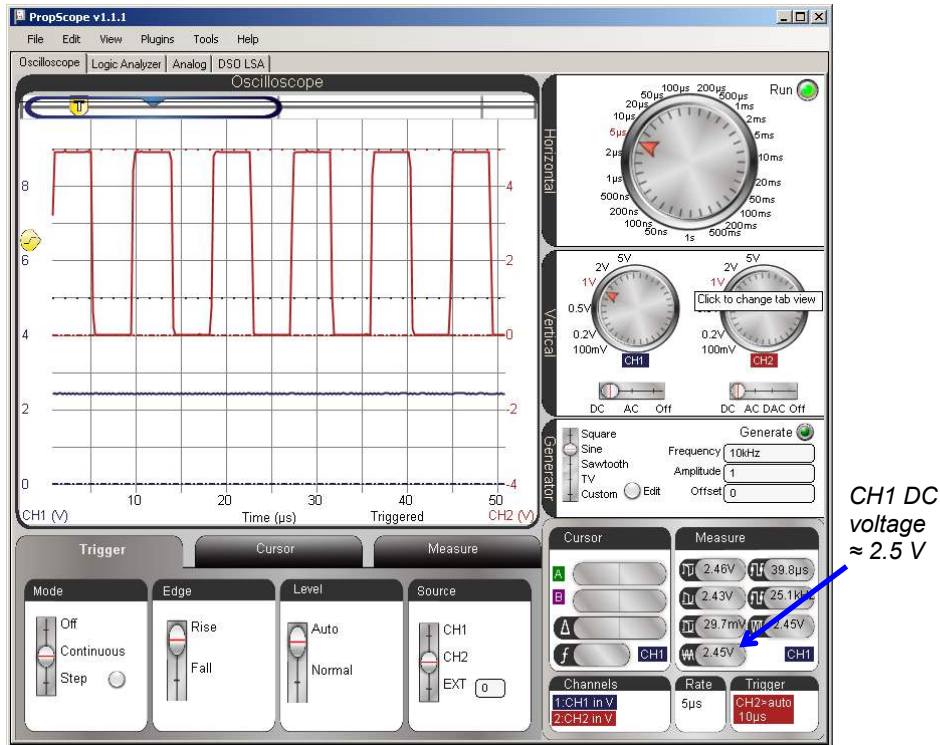 PropScope v1.1.1
File Edit View Plugins Tools Help
Oscilloscope Logic Analyzer Analog DSO LSA
Oscilloscope
T
8
6
4
2
0
4
2
0
-2
-4
10 20 30 40 50
CH1 (V) Time (µs) Triggered CH2 (V)
Horizontal
Run
1µs
2µs
5µs
10µs
20µs
50µs
100µs
200µs
500µs
1ms
2ms
5ms
10ms
20ms
50ms
100ms
200ms
500ms
1s
50ns
100ns
200ns
500ns
Vertical
5V
2V
1V
0.5V
0.2V
100mV
CH1
DC AC Off
5V
2V
1V
Click to change tab view
0.2V
100mV
CH2
DC AC DAC Off
Generator
Square
Sine
Sawtooth
TV
Custom Edit
Generate
Frequency 10kHz
Amplitude 1
Offset 0
CH1 DC
voltage
≈ 2.5 V
Trigger Cursor Measure
Mode
Off
Continuous
Step
Edge
Rise
Fall
Level
Auto
Normal
Source
CH1
CH2
EXT 0
Cursor
A
B
Δ
f CH1
Measure
2.46V 39.8µs
2.43V 25.1kHz
29.7mV 2.45V
2.45V CH1
Channels
1:CH1 in V
2:CH2 in V
Rate
5µs
Trigger
CH2>auto
10µs